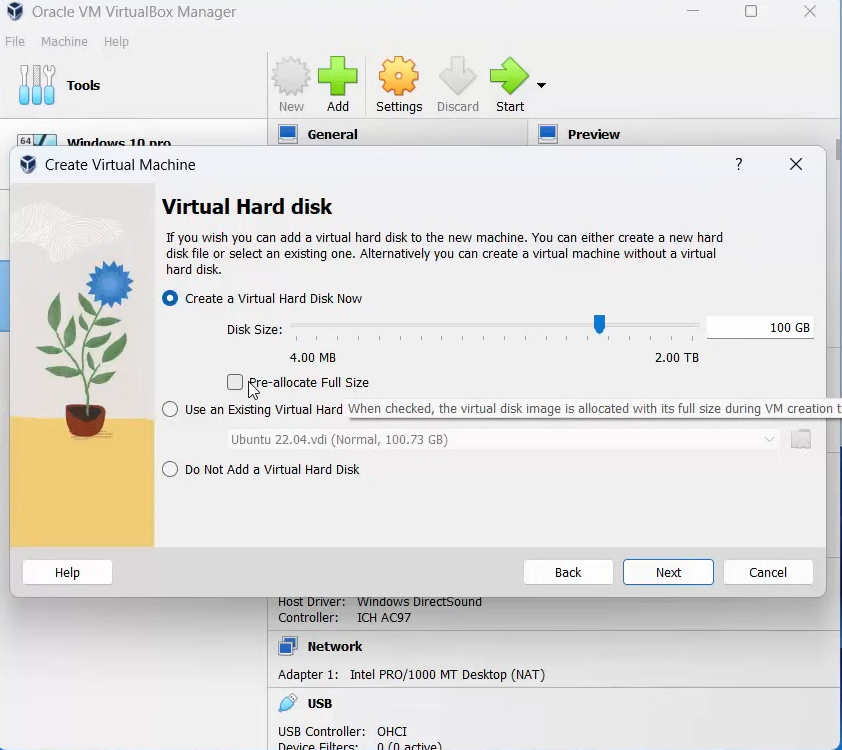 Oracle VM VirtualBox Manager
File Machine Help
Tools
New Add Settings Discard Start
64 Windows 10 pro
General
Preview
Create Virtual Machine
?
Virtual Hard disk
If you wish you can add a virtual hard disk to the new machine. You can either create a new hard
disk file or select an existing one. Alternatively you can create a virtual machine without a virtual
hard disk.
Create a Virtual Hard Disk Now
Disk Size:
100 GB
4.00 MB 2.00 TB
Pre-allocate Full Size
Use an Existing Virtual Hard
When checked, the virtual disk image is allocated with its full size during VM creation t
Ubuntu 22.04.vdi (Normal, 100.73 GB)
Do Not Add a Virtual Hard Disk
Help Back Next Cancel
Host Driver: Windows DirectSound
Controller: ICH AC97
Network
Adapter 1: Intel PRO/1000 MT Desktop (NAT)
USB
USB Controller: OHCI
Device Filters: 0 (0 active)